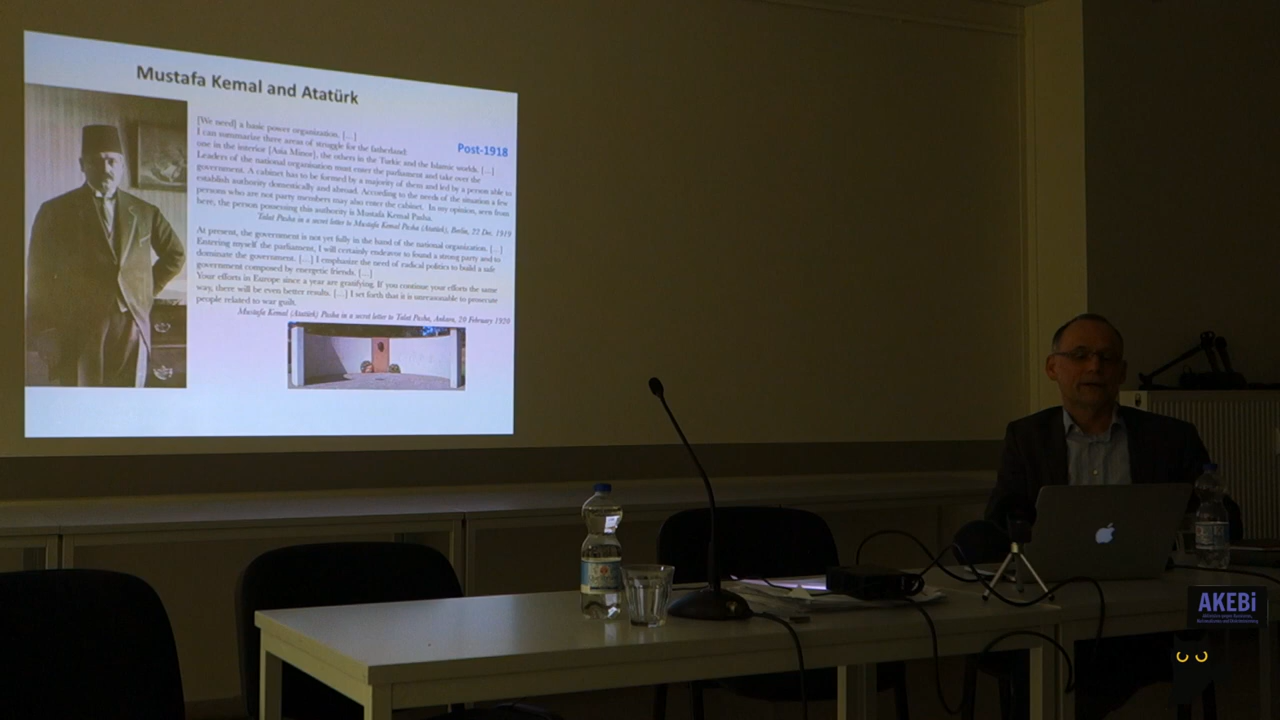 Mustafa Kemal and Atatürk
[We need] a basic power organization. [...]
I can summarize there areas of struggle for the fatherland:
one in the interior [Asia Minor], the others in the Turkic and the Islamic worlds. [...]
Post-1918
Leaders of the national organisation must enter the parliament and take over the
government. A cabinet has to be formed by a majority of them and led by a person able to
establish authority domestically and abroad. According to the needs of the situation a few
persons who are not party members may also enter the cabinet. In my opinion, seen from
here, the person possessing this authority is Mustafa Kemal Pasha.
Talat Pasha in a secret letter to Mustafa Kemal Pasha (Atatürk), Berlin, 22 Dec. 1919
At present, the government is not yet fully in the hand of the national organization. [...]
Entering myself the parliament, I will certainly endeavor to found a strong party and to
dominate the government. [...] I emphasize the need of radical politics to build a safe
government composed by energetic friends. [...]
Your efforts in Europe since a year are gratifying. If you continue your efforts the same
way, there will be even better results. [...] I set forth that it is unreasonable to prosecute
people related to war guilt.
Mustafa Kemal (Atatürk) Pasha in a secret letter to Talat Pasha, Ankara, 20 February 1920
AKEBi